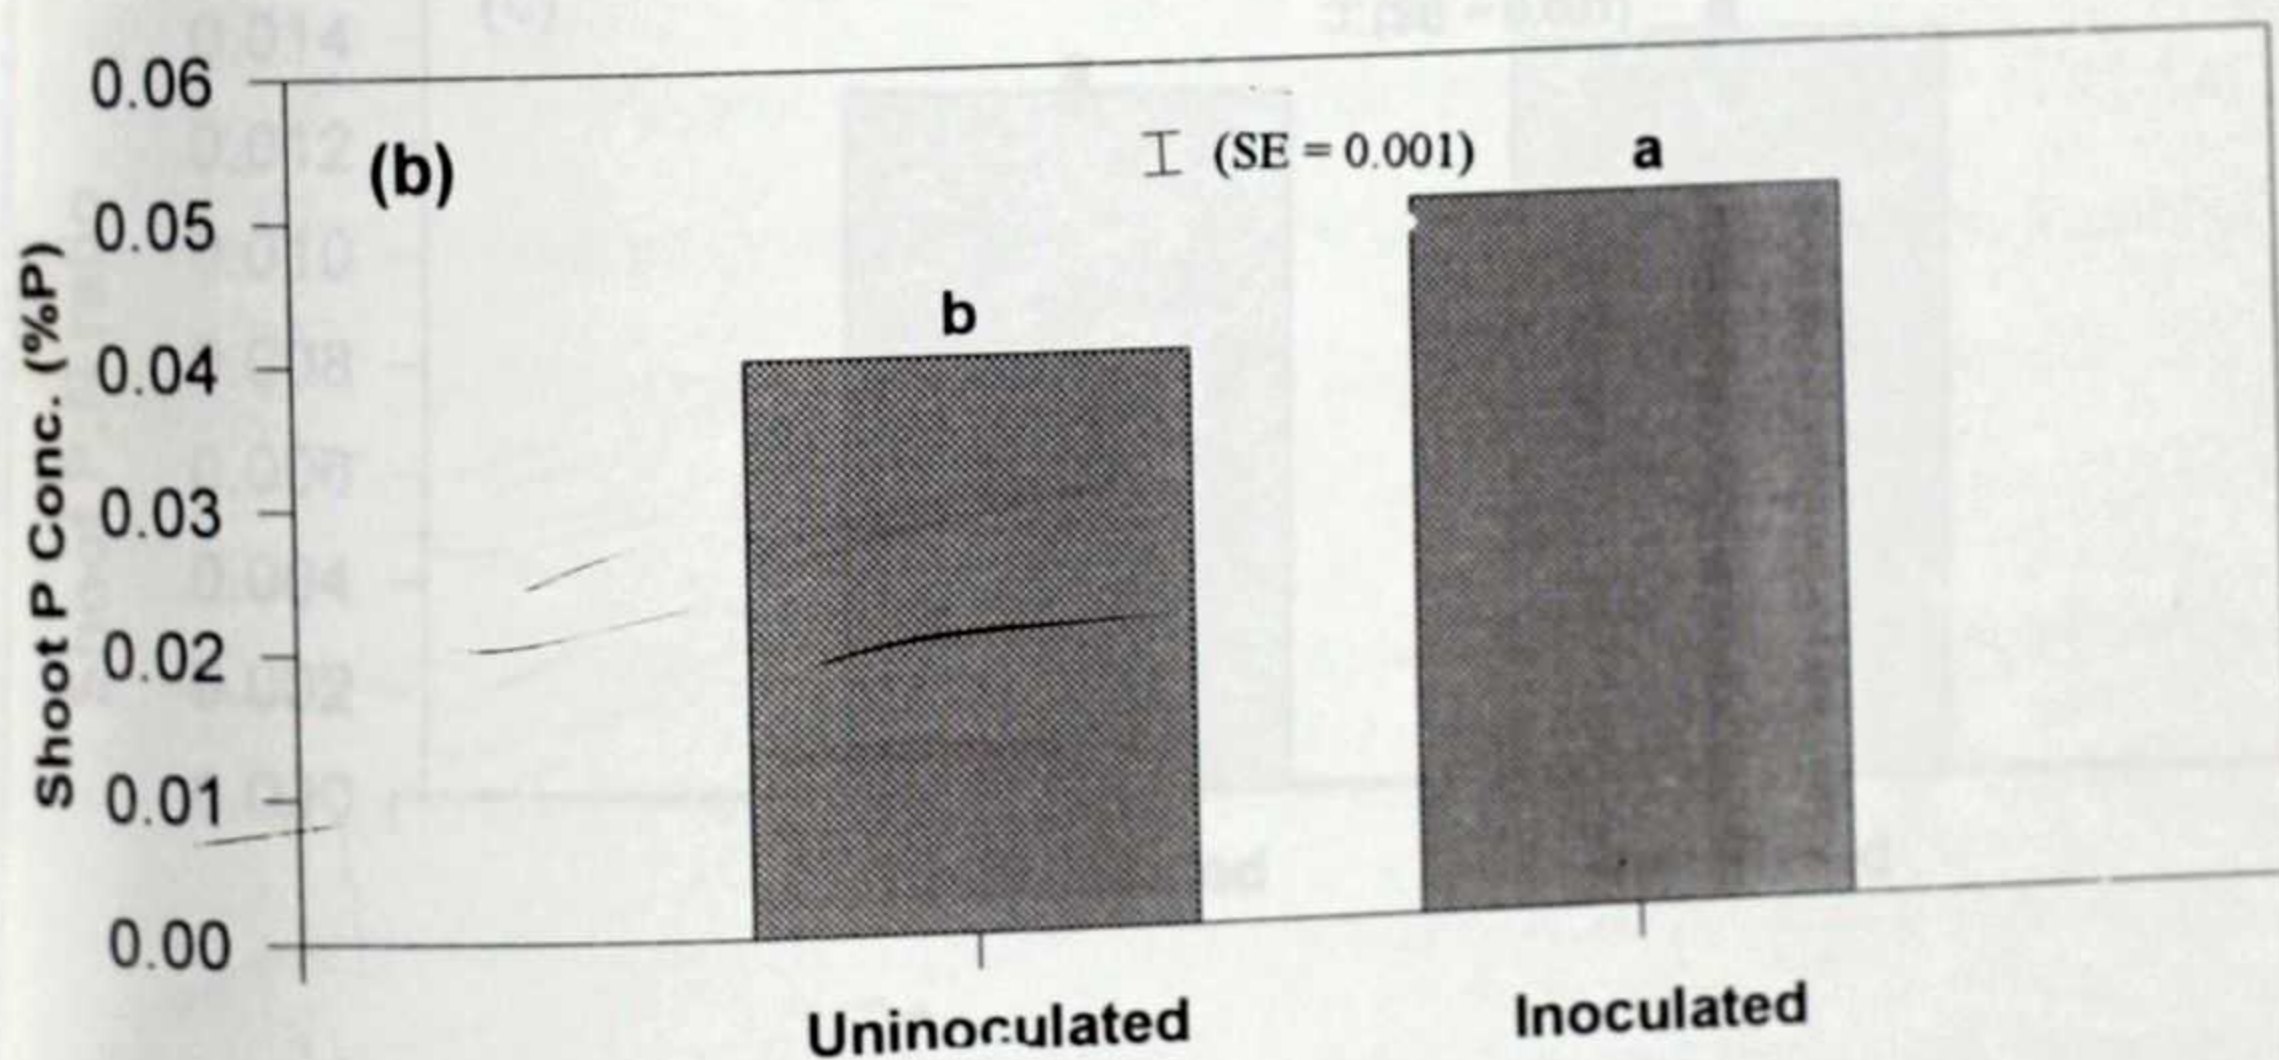 0.06
(b)
(SE = 0.001)
a
0.05
b
0.04
0.03
0.02
0.01
0.00
Shoot P Conc. (%P)
Uninoculated
Inoculated